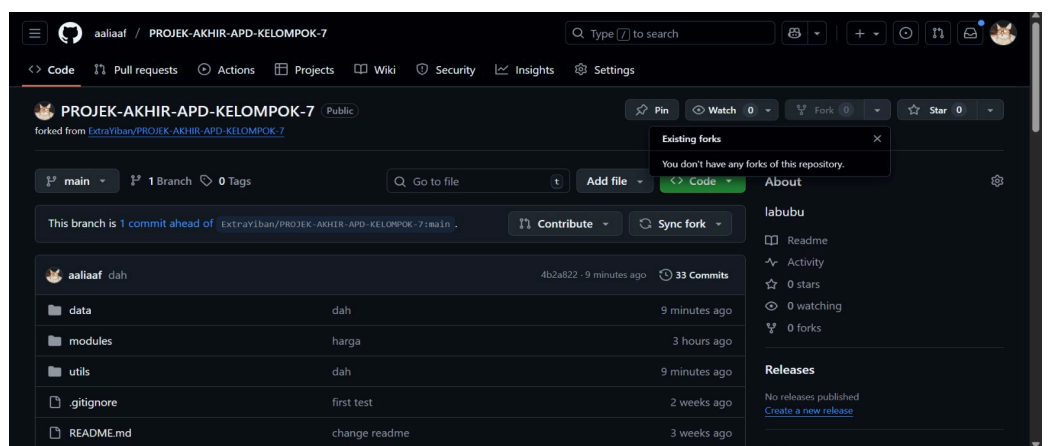 aaliaaf / PROJEK-AKHIR-APD-KELOMPOK-7
Type / to search
Code Pull requests Actions Projects Wiki Security Insights Settings
PROJEK-AKHIR-APD-KELOMPOK-7 Public
Pin Watch 0 Fork 0 Star 0
forked from ExtraYiban/PROJEK-AKHIR-APD-KELOMPOK-7
Existing forks
You don't have any forks of this repository.
main 1 Branch 0 Tags
Go to file t Add file Code
This branch is 1 commit ahead of ExtraYiban/PROJEK-AKHIR-APD-KELOMPOK-7:main .
Contribute Sync fork
aaliaaf dah 4b2a822 · 9 minutes ago 33 Commits
data dah 9 minutes ago
modules harga 3 hours ago
utils dah 9 minutes ago
.gitignore first test 2 weeks ago
README.md change readme 3 weeks ago
About
labubu
Readme
Activity
0 stars
0 watching
0 forks
Releases
No releases published
Create a new release